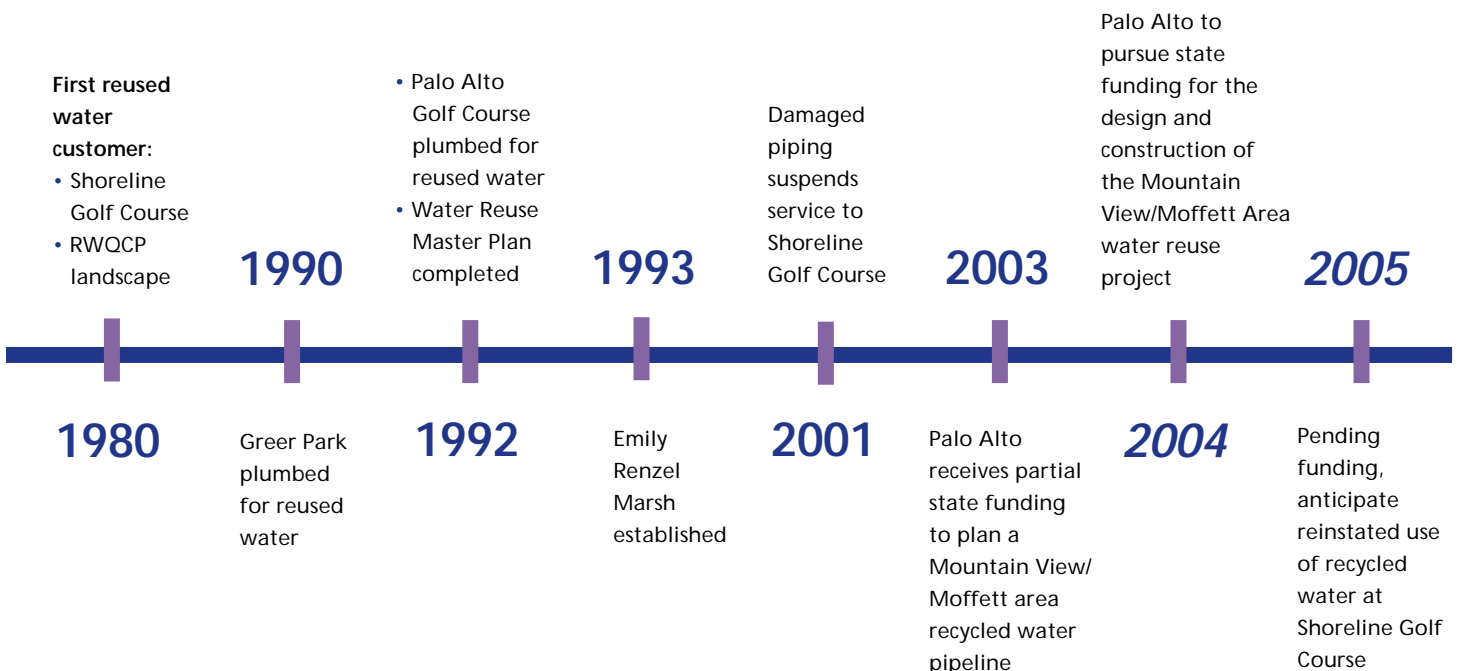 First reused
water
customer:
• Shoreline
Golf Course
• RWQCP
landscape
1980
1990
Greer Park
plumbed
for reused
water
• Palo Alto
Golf Course
plumbed for
reused water
• Water Reuse
Master Plan
completed
1992
1993
Emily
Renzel
Marsh
established
Damaged
piping
suspends
service to
Shoreline
Golf Course
2001
2003
Palo Alto
receives partial
state funding
to plan a
Mountain View/
Moffett area
recycled water
pipeline
Palo Alto to
pursue state
funding for the
design and
construction of
the Mountain
View/Moffett Area
water reuse
project
2004
2005
Pending
funding,
anticipate
reinstated use
of recycled
water at
Shoreline Golf
Course